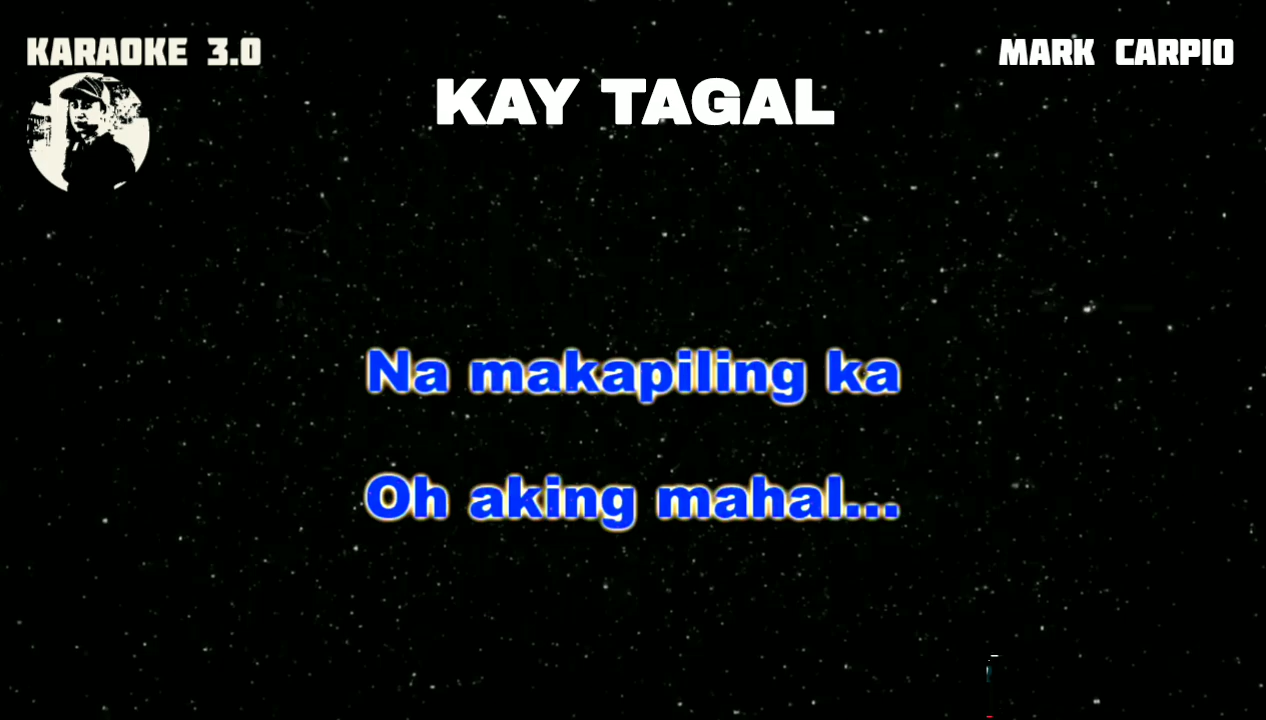 KARAOKE 3.0
MARK CARPIO
KAY TAGAL
Na makapiling ka
Oh aking mahal...